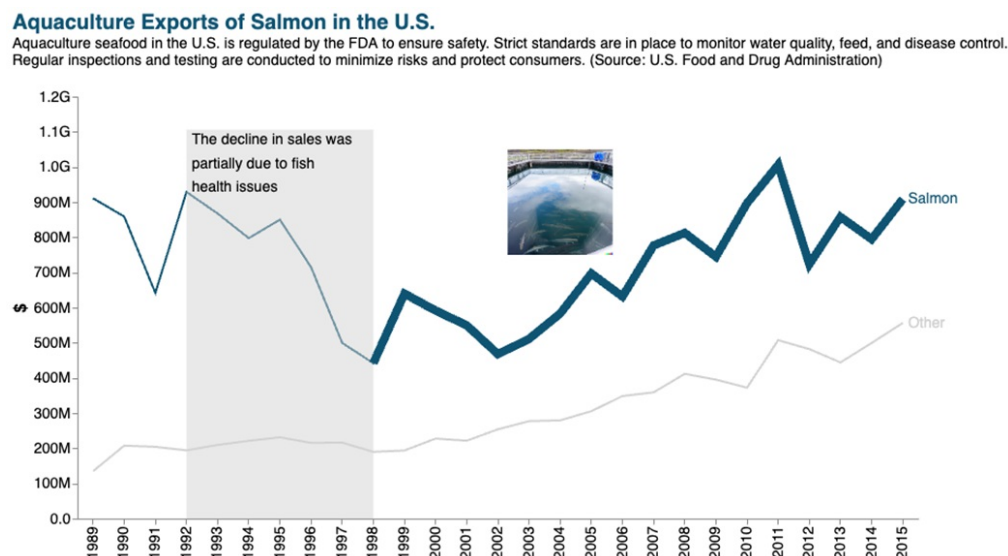 Aquaculture Exports of Salmon in the U.S.
Aquaculture seafood in the U.S. is regulated by the FDA to ensure safety. Strict standards are in place to monitor water quality, feed, and disease control.
Regular inspections and testing are conducted to minimize risks and protect consumers. (Source: U.S. Food and Drug Administration)
1.2G
1.1G
The decline in sales was
partially due to fish
health issues
1.0G
900M
Salmon
800M
700M
$
600M
Other
500M
400M
300M
200M
100M
0.0
1989
1990
1991
1992
1993
1994
1995
1996
1997
1998
1999
2000
2001
2002
2003
2004
2005
2006
2007
2008
2009
2010
2011
2012
2013
2014
2015